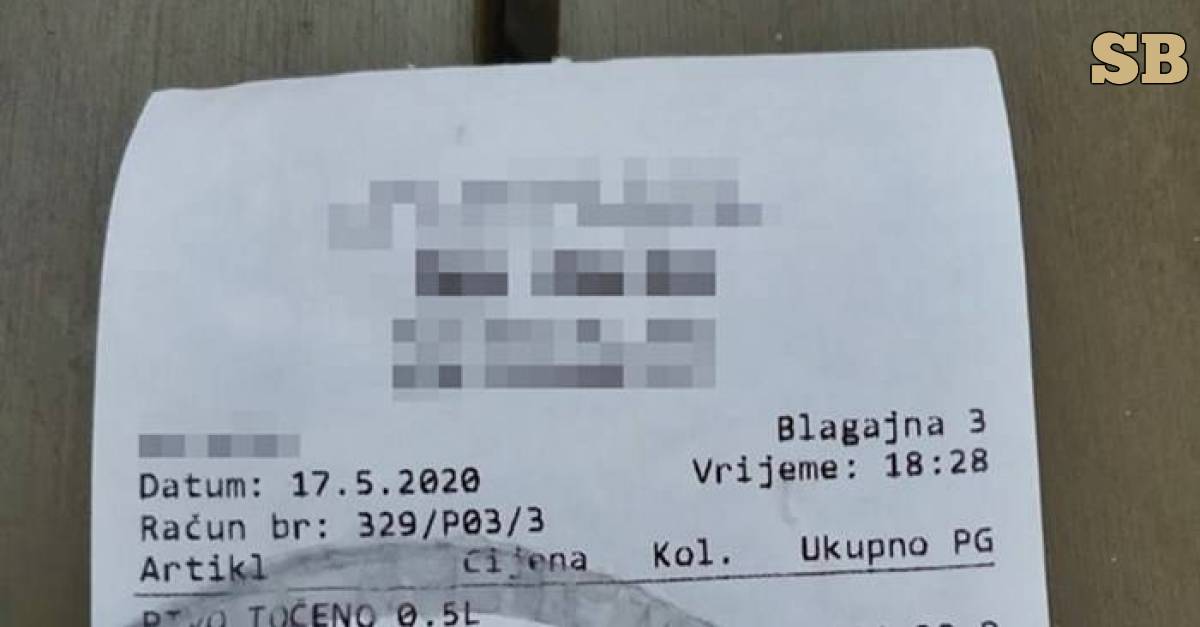 SB
Blagajna 3
Datum: 17.5.2020 Vrijeme: 18:28
Račun br: 329/P03/3
Artikl Cijena Kol. Ukupno PG
PIVO TOČENO 0.5L